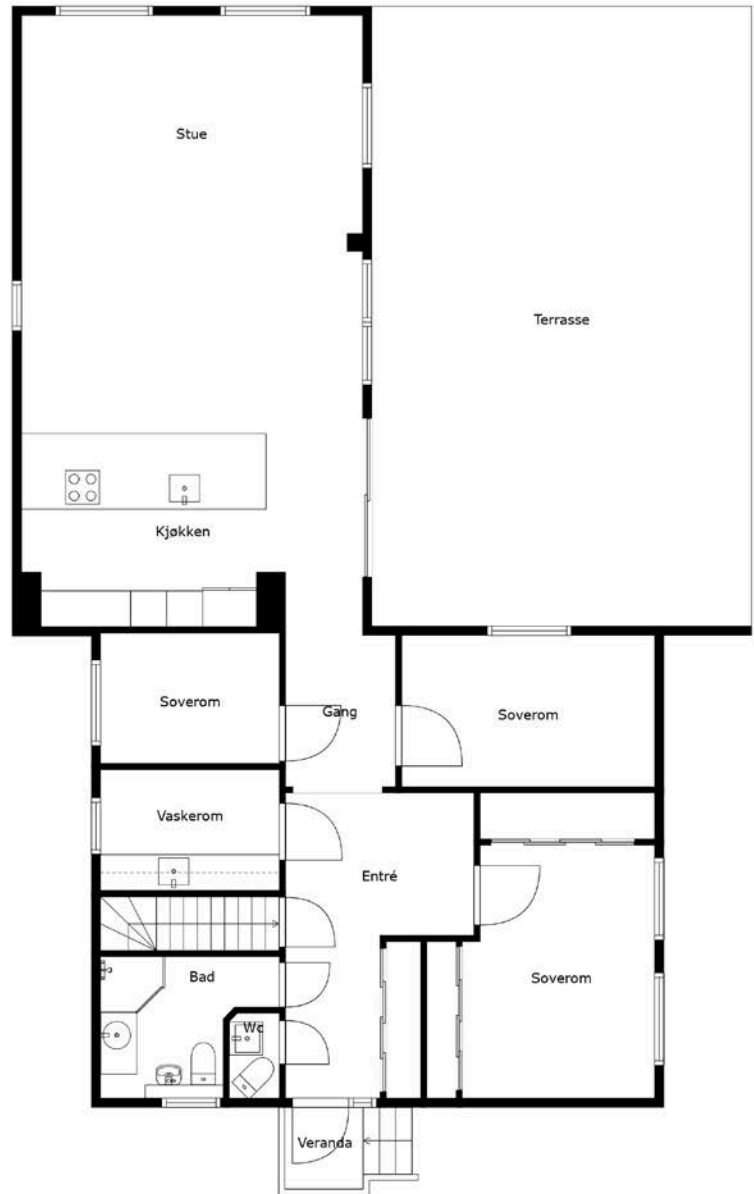 Stue
Terrasse
Kjøkken
Soverom
Gang
Soverom
Vaskerom
Entré
Bad
Soverom
Wc
Veranda